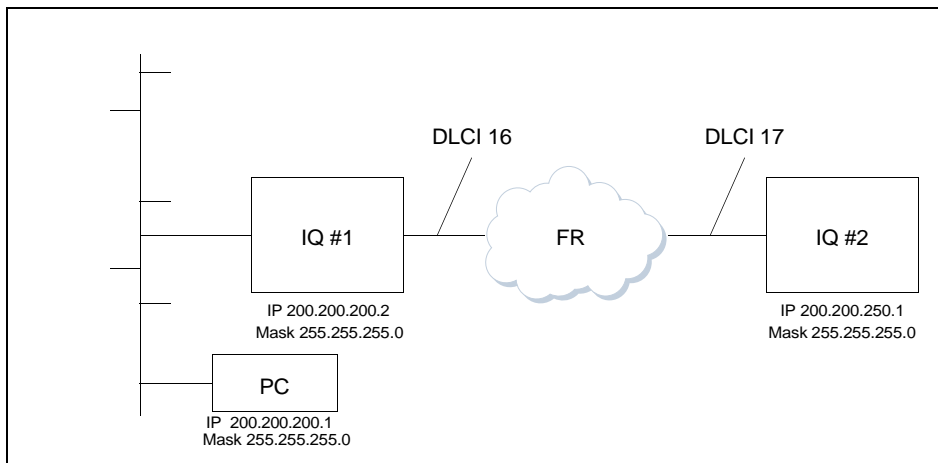 DLCI 16
DLCI 17
IQ #1
FR
IQ #2
IP 200.200.200.2
Mask 255.255.255.0
IP 200.200.250.1
Mask 255.255.255.0
PC
IP 200.200.200.1
Mask 255.255.255.0